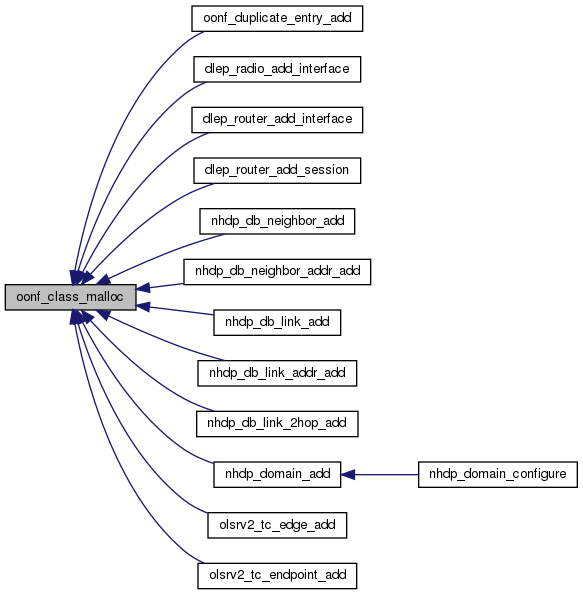 oonf_duplicate_entry_add
dlep_radio_add_interface
dlep_router_add_interface
dlep_router_add_session
nhdp_db_neighbor_add
nhdp_db_neighbor_addr_add
oonf_class_malloc
nhdp_db_link_add
nhdp_db_link_addr_add
nhdp_db_link_2hop_add
nhdp_domain_add
nhdp_domain_configure
olsrv2_tc_edge_add
olsrv2_tc_endpoint_add